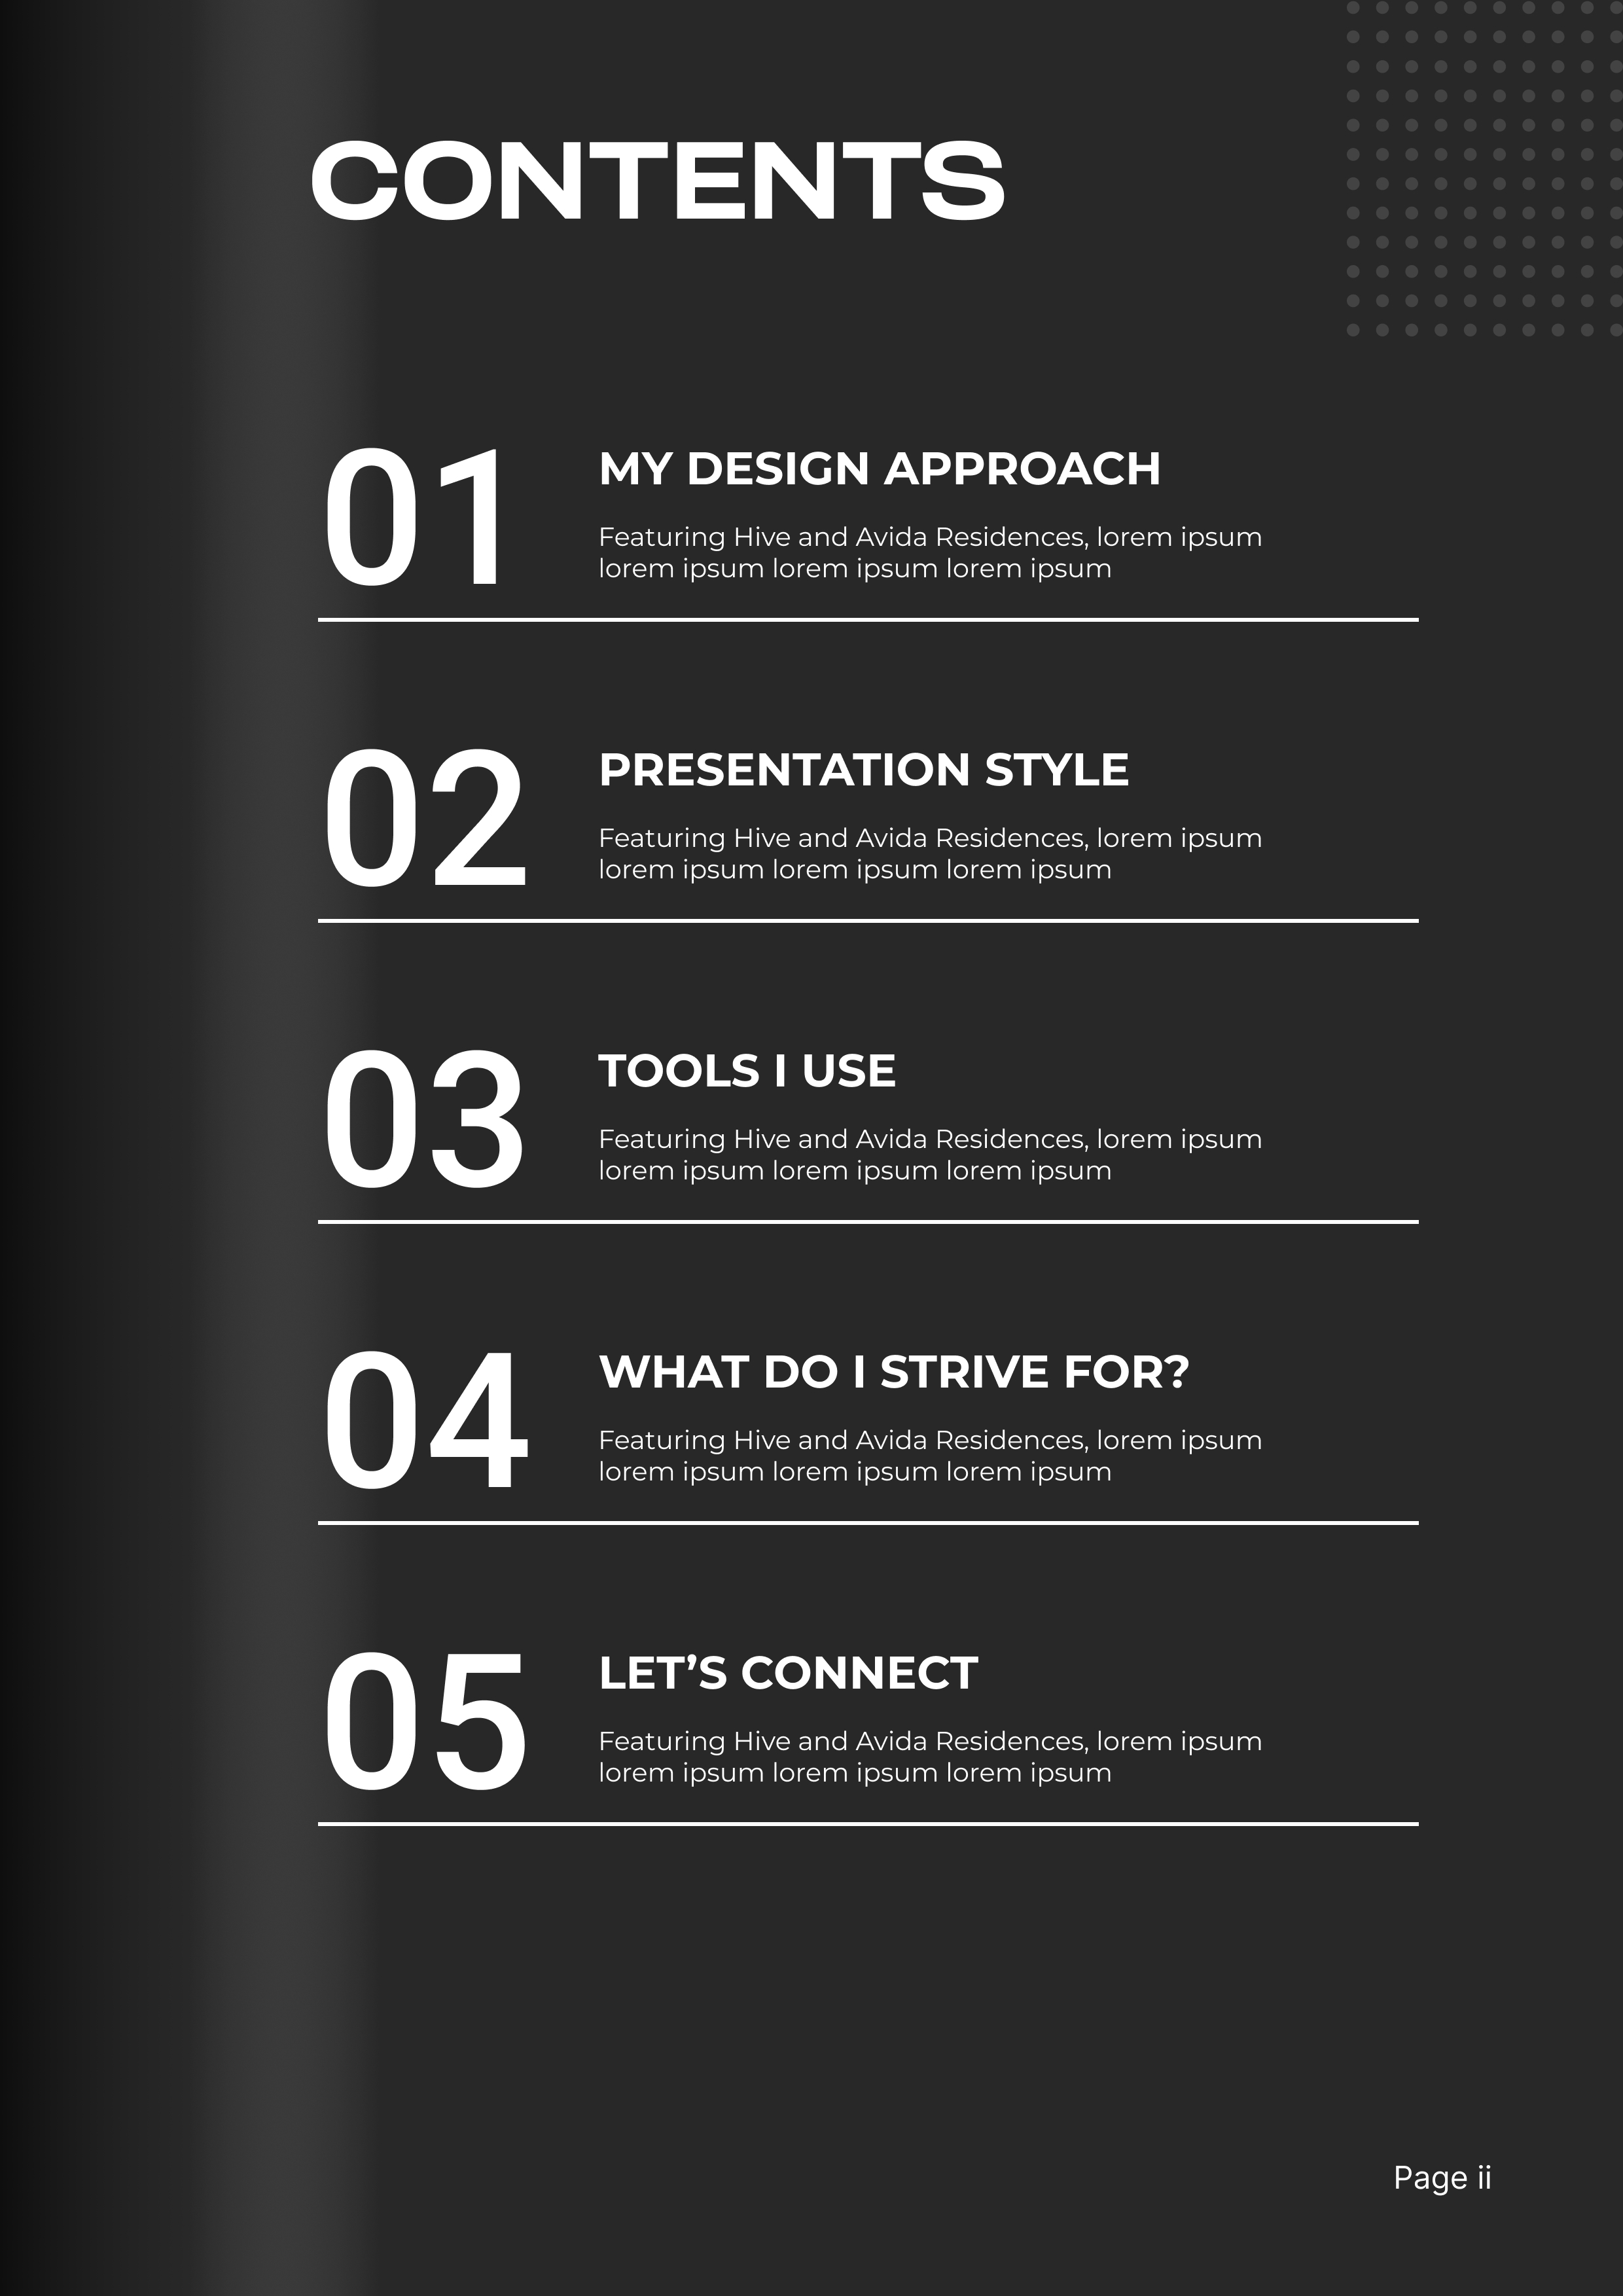 CONTENTS
01
MY DESIGN APPROACH
Featuring Hive and Avida Residences, lorem ipsum
lorem ipsum lorem ipsum lorem ipsum
02
PRESENTATION STYLE
Featuring Hive and Avida Residences, lorem ipsum
lorem ipsum lorem ipsum lorem ipsum
03
TOOLS I USE
Featuring Hive and Avida Residences, lorem ipsum
lorem ipsum lorem ipsum lorem ipsum
04
WHAT DO I STRIVE FOR?
Featuring Hive and Avida Residences, lorem ipsum
lorem ipsum lorem ipsum lorem ipsum
05
LET’S CONNECT
Featuring Hive and Avida Residences, lorem ipsum
lorem ipsum lorem ipsum lorem ipsum
Page ii